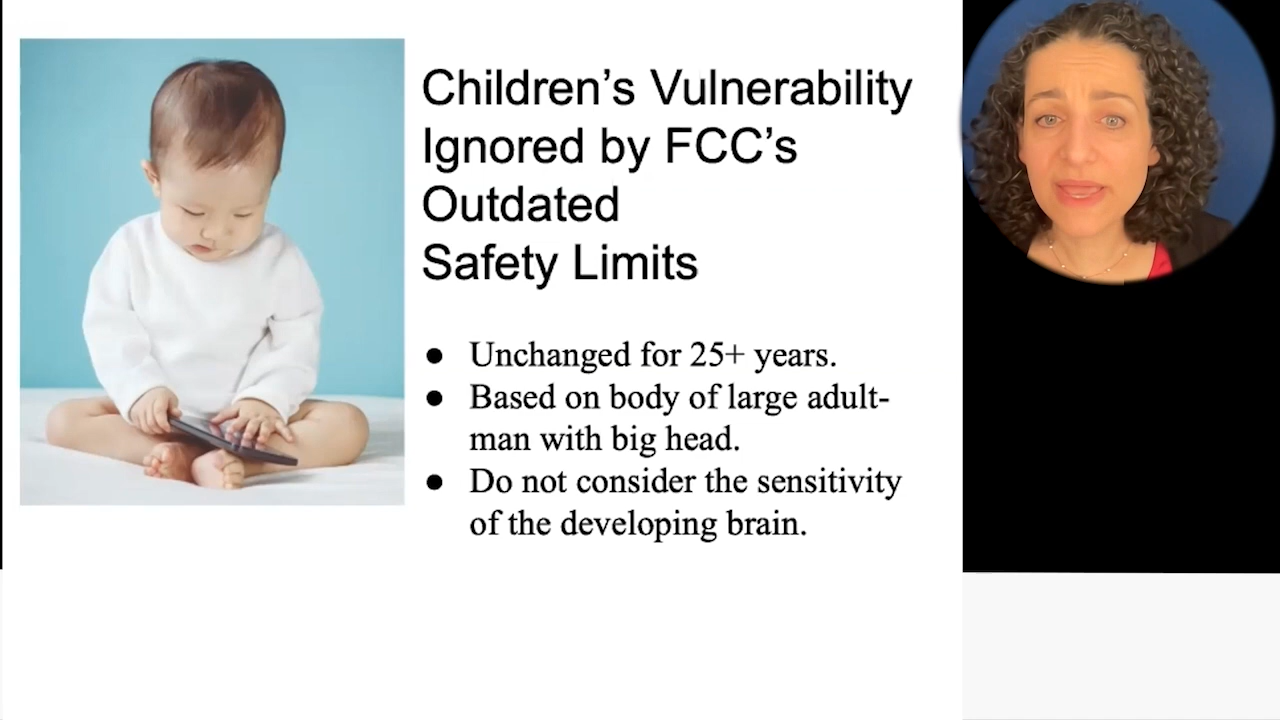 Children’s Vulnerability
Ignored by FCC’s
Outdated
Safety Limits
● Unchanged for 25+ years.
● Based on body of large adult-
man with big head.
● Do not consider the sensitivity
of the developing brain.